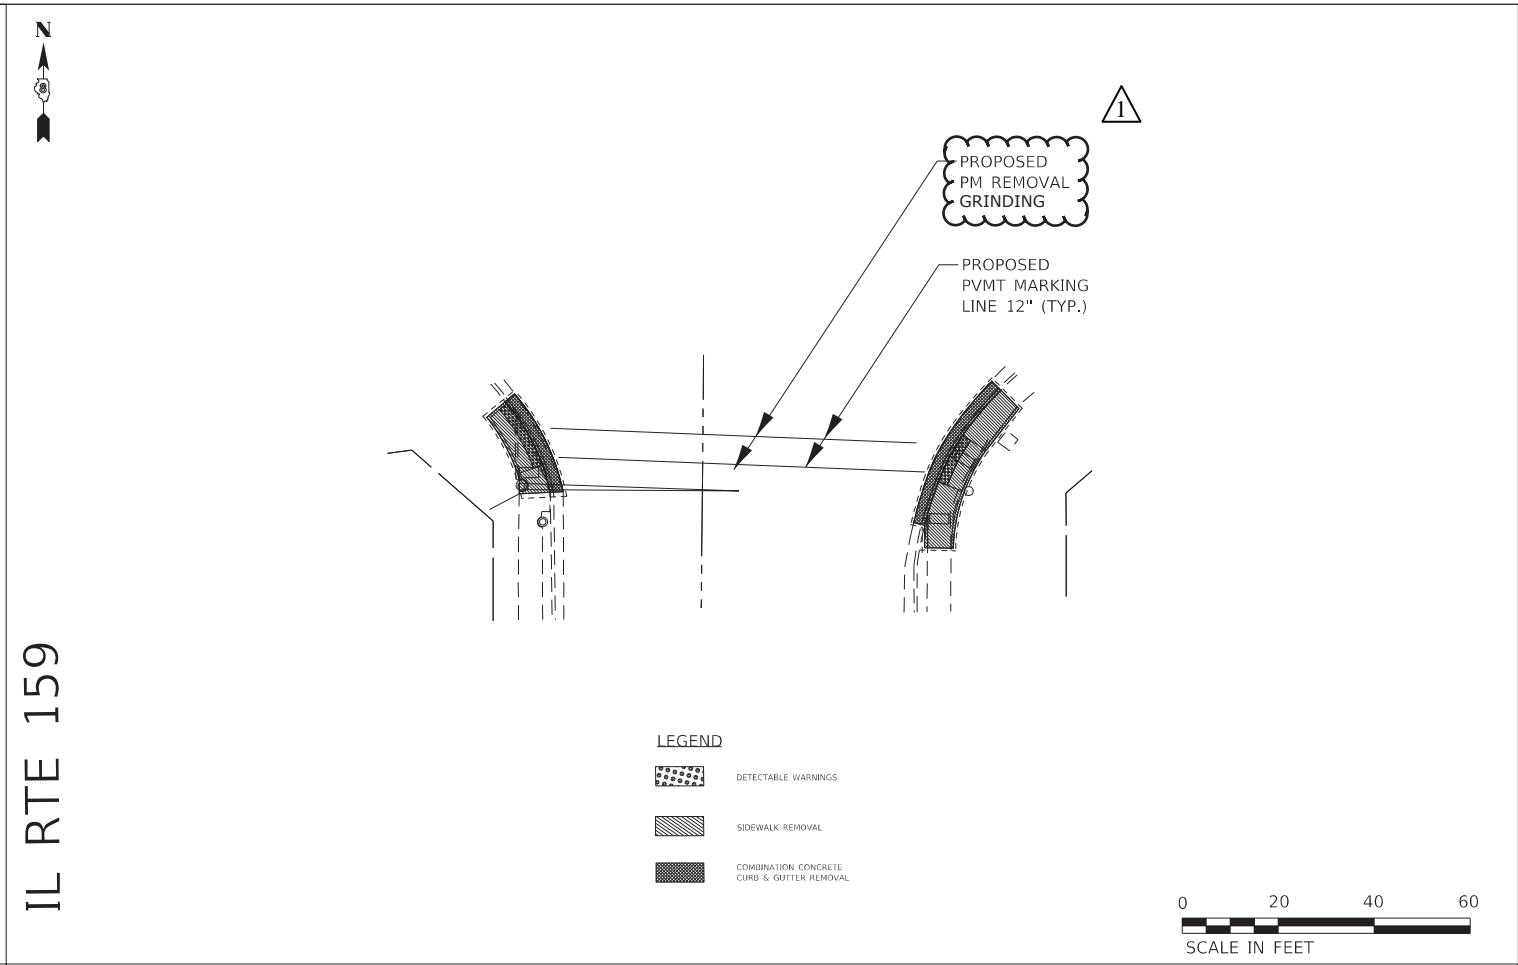 N
8
1
PROPOSED
PM REMOVAL
GRINDING
PROPOSED
PVMT MARKING
LINE 12" (TYP.)
IL RTE 159
LEGEND
DETECTABLE WARNINGS
SIDEWALK REMOVAL
COMBINATION CONCRETE
CURB & GUTTER REMOVAL
0 20 40 60
SCALE IN FEET